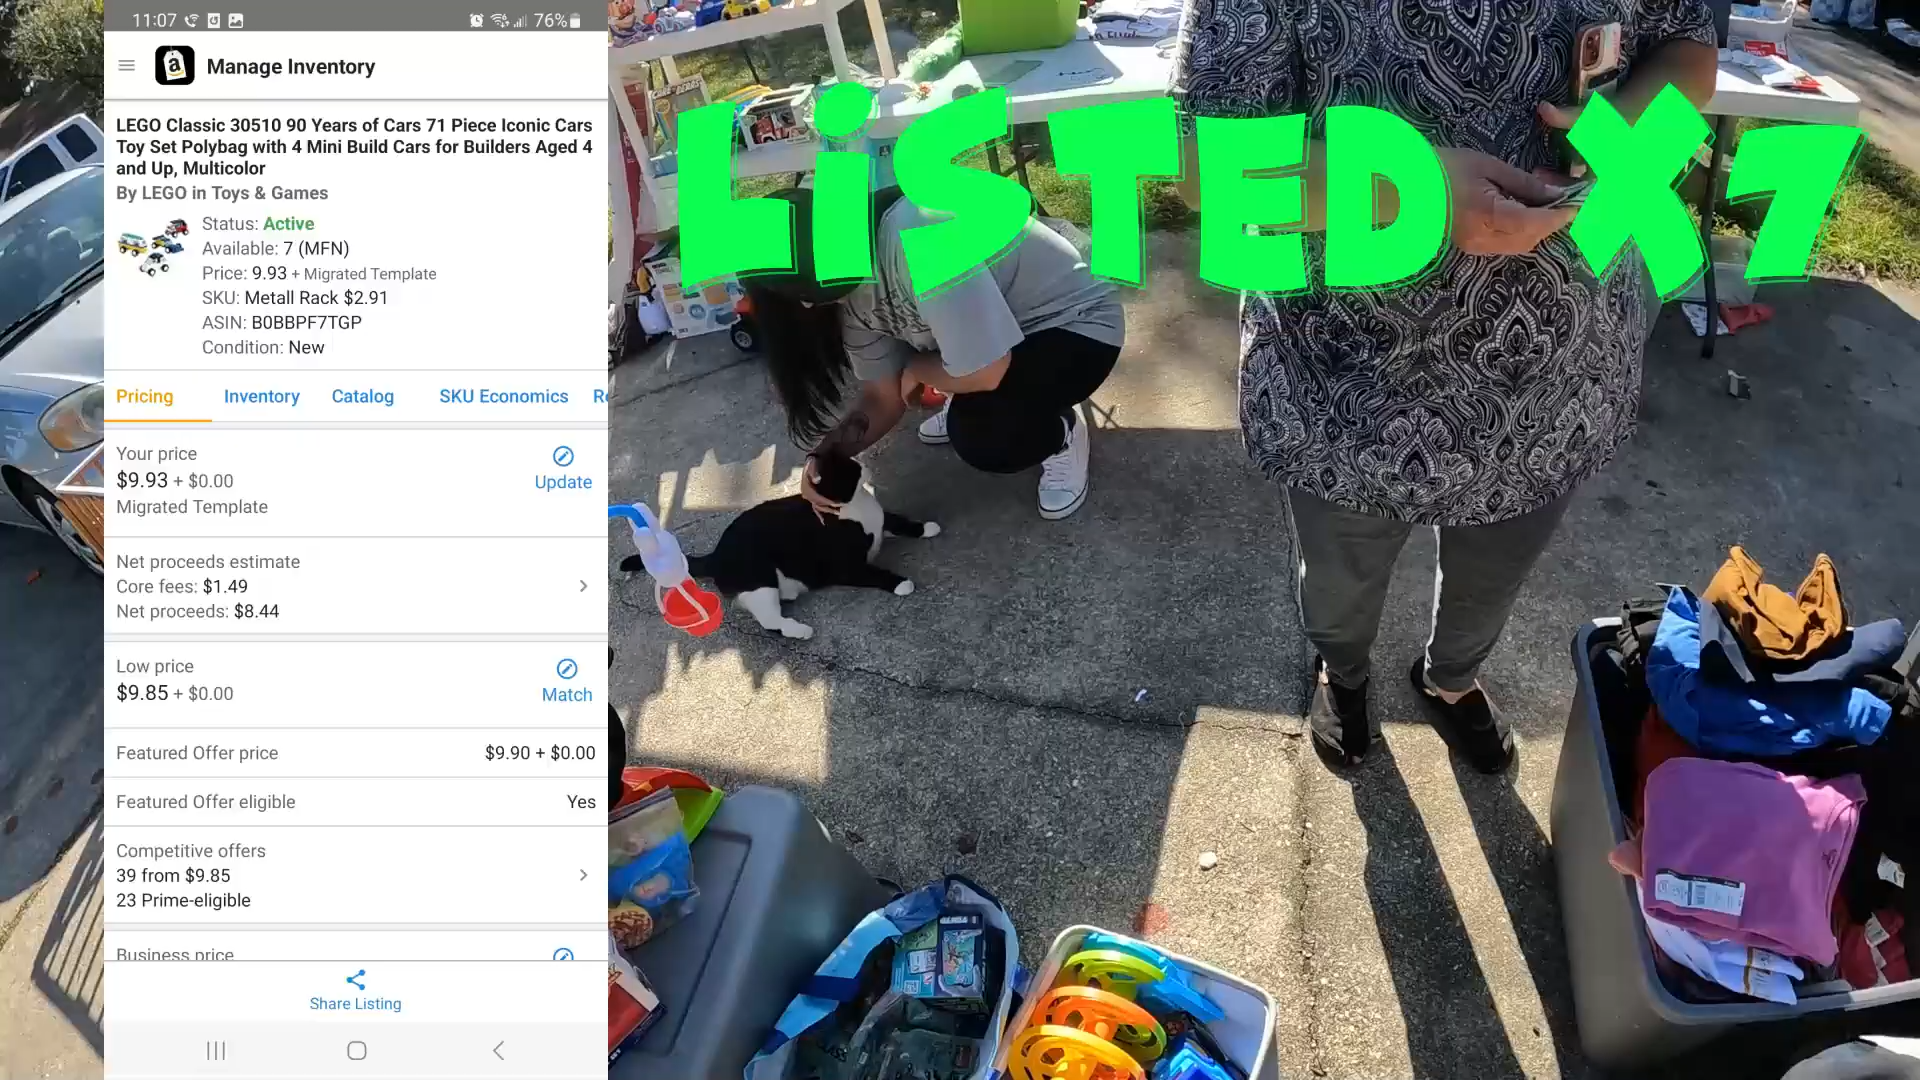 11:07
76%
Manage Inventory
LEGO Classic 30510 90 Years of Cars 71 Piece Iconic Cars
Toy Set Polybag with 4 Mini Build Cars for Builders Aged 4
and Up, Multicolor
By LEGO in Toys & Games
Status: Active
Available: 7 (MFN)
Price: 9.93 + Migrated Template
SKU: Metall Rack $2.91
ASIN: B0BBPF7TGP
Condition: New
Pricing Inventory Catalog SKU Economics
Your price
$9.93 + $0.00
Update
Migrated Template
Net proceeds estimate
Core fees: $1.49
Net proceeds: $8.44
Low price
$9.85 + $0.00
Match
Featured Offer price $9.90 + $0.00
Featured Offer eligible Yes
Competitive offers
39 from $9.85
23 Prime-eligible
Business price
Share Listing
LiSTED X7